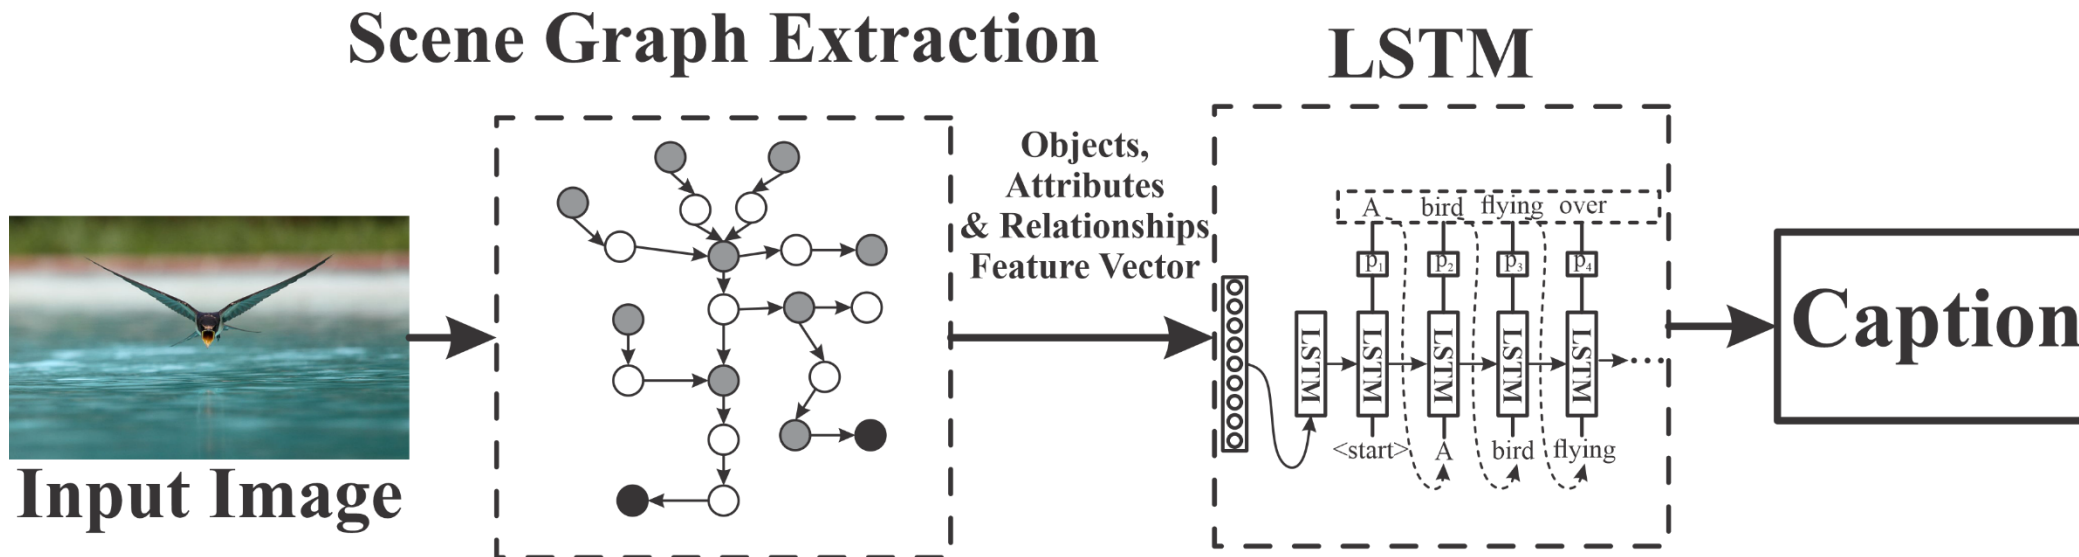 Scene Graph Extraction
LSTM
Objects,
Attributes
& Relationships
Feature Vector
A bird flying over
p1 p2 p3 p4
LSTM LSTM LSTM LSTM LSTM
<start> A bird flying
Caption
Input Image